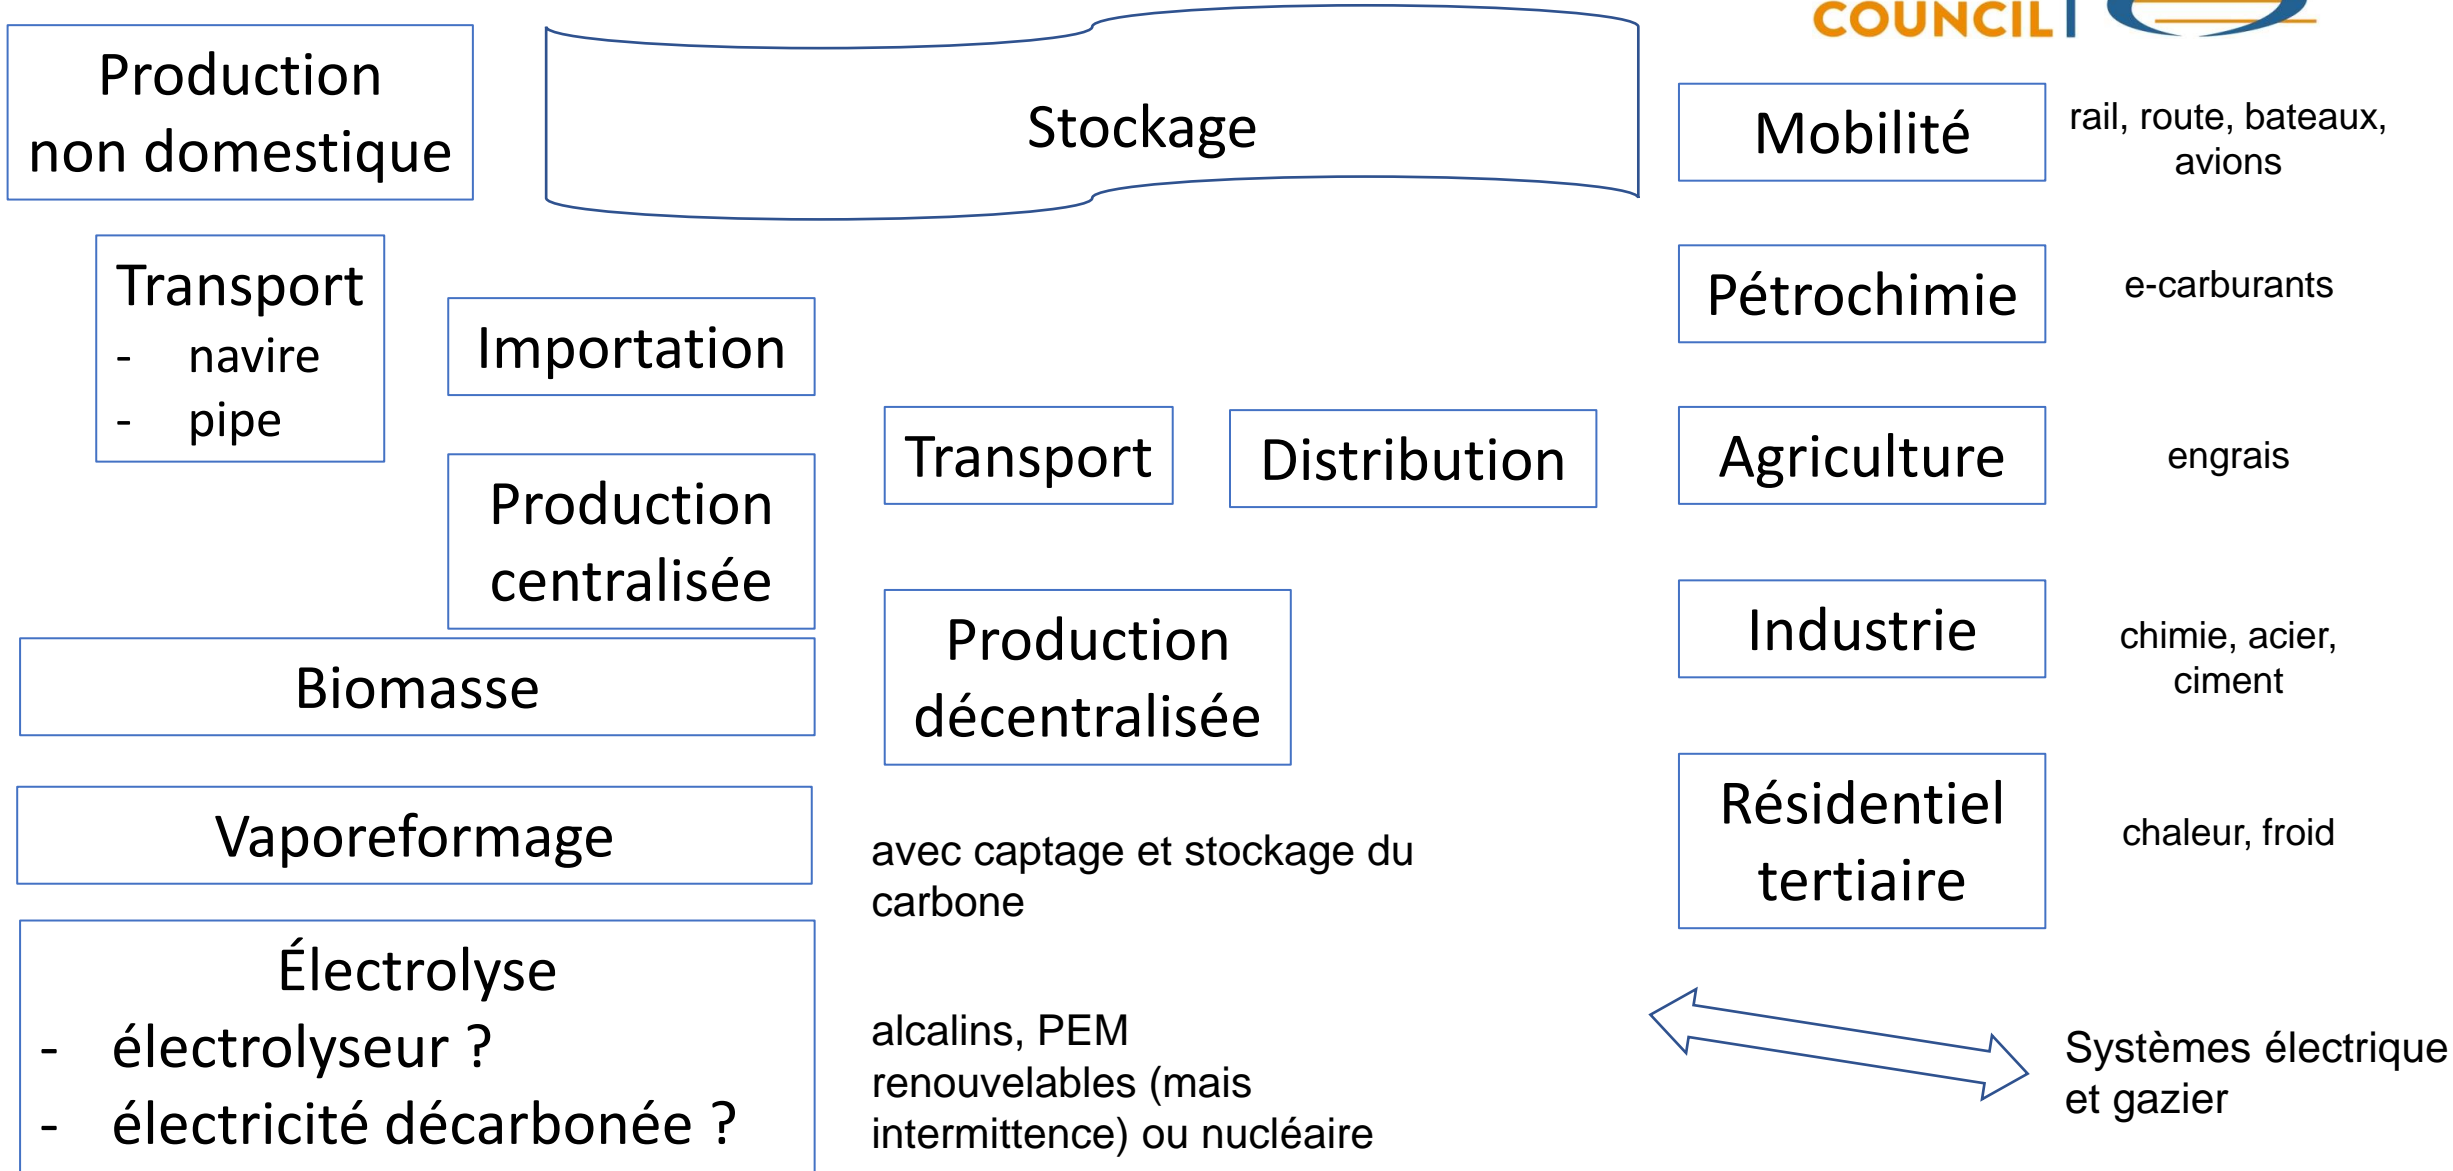 COUNCIL
Production
non domestique
Stockage
Mobilité
rail, route, bateaux,
avions
Transport
- navire
- pipe
Importation
Pétrochimie
e-carburants
Production
centralisée
Transport
Distribution
Agriculture
engrais
Biomasse
Production
décentralisée
Industrie
chimie, acier,
ciment
Vaporeformage
avec captage et stockage du
carbone
Résidentiel
tertiaire
chaleur, froid
Électrolyse
- électrolyseur ?
- électricité décarbonée ?
alcalins, PEM
renouvelables (mais
intermittence) ou nucléaire
Systèmes électrique
et gazier